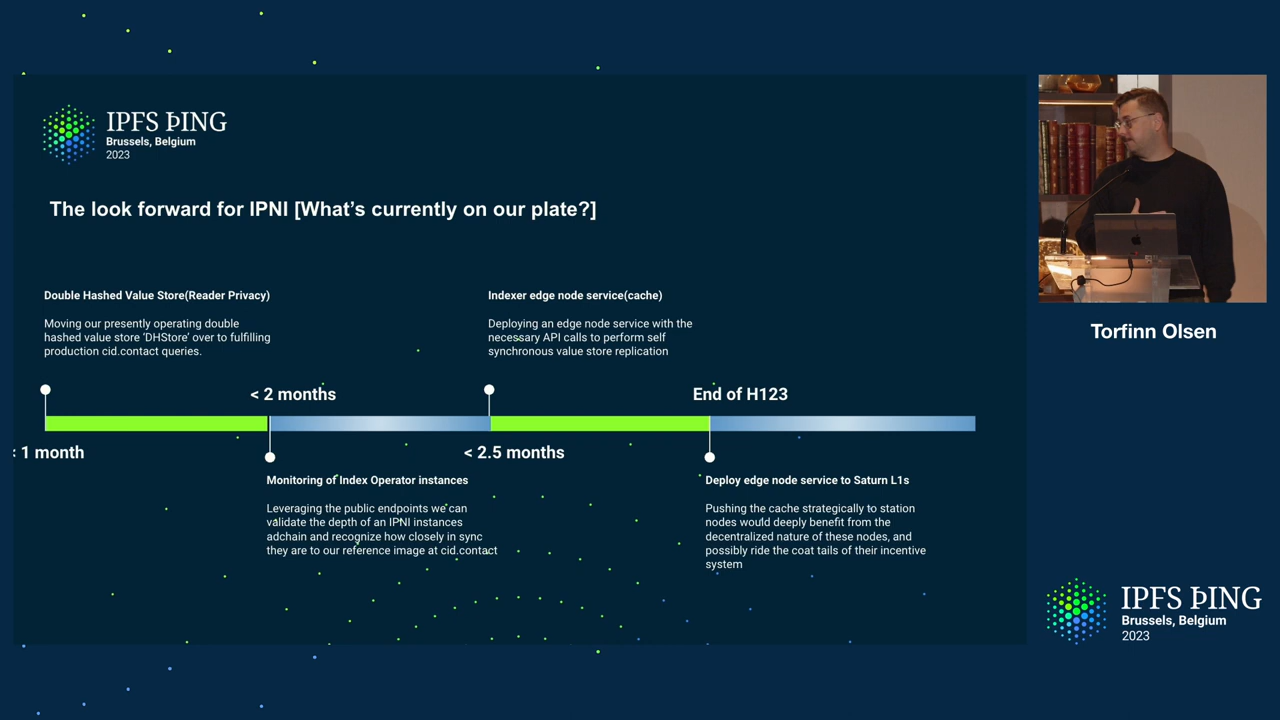 IPFS ÞING
Brussels, Belgium
2023
The look forward for IPNI [What’s currently on our plate?]
Double Hashed Value Store(Reader Privacy)
Moving our presently operating double
hashed value store ‘DHStore’ over to fulfilling
production cid.contact queries.
Indexer edge node service(cache)
Deploying an edge node service with the
necessary API calls to perform self
synchronous value store replication
< 2 months
End of H123
< 1 month
< 2.5 months
Monitoring of Index Operator instances
Leveraging the public endpoints we can
validate the depth of an IPNI instances
adchain and recognize how closely in sync
they are to our reference image at cid.contact
Deploy edge node service to Saturn L1s
Pushing the cache strategically to station
nodes would deeply benefit from the
decentralized nature of these nodes, and
possibly ride the coat tails of their incentive
system
Torfinn Olsen
IPFS ÞING
Brussels, Belgium
2023